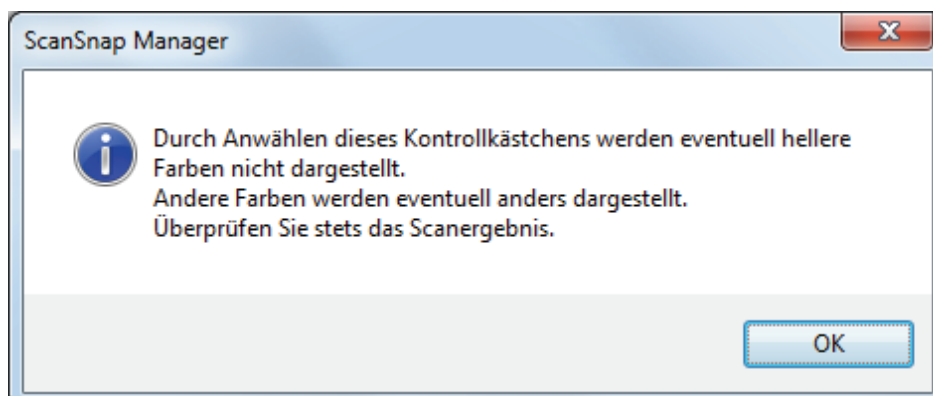 ScanSnap Manager
Durch Anwählen dieses Kontrollkästchens werden eventuell hellere
Farben nicht dargestellt.
Andere Farben werden eventuell anders dargestellt.
Überprüfen Sie stets das Scanergebnis.
OK